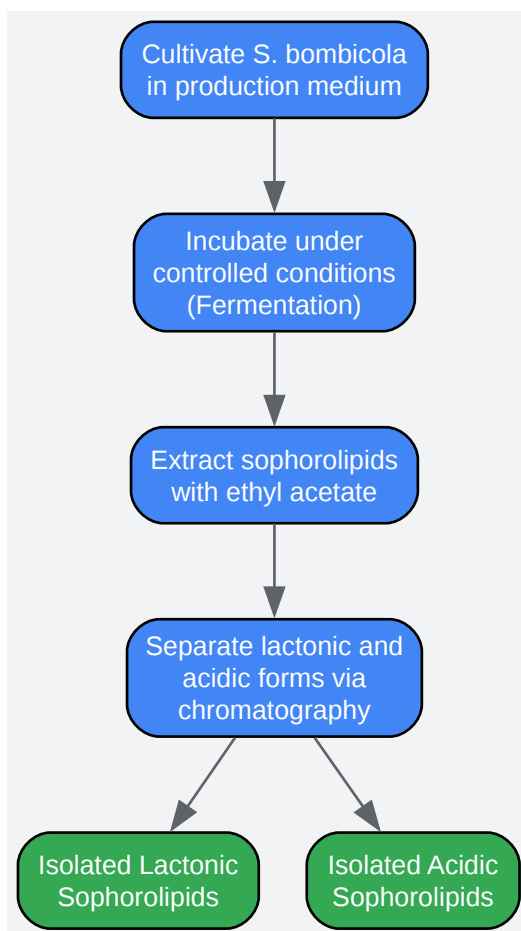 Cultivate S. bombicola
in production medium
Incubate under
controlled conditions
(Fermentation)
Extract sophorolipids
with ethyl acetate
Separate lactonic and
acidic forms via
chromatography
Isolated Lactonic
Sophorolipids
Isolated Acidic
Sophorolipids